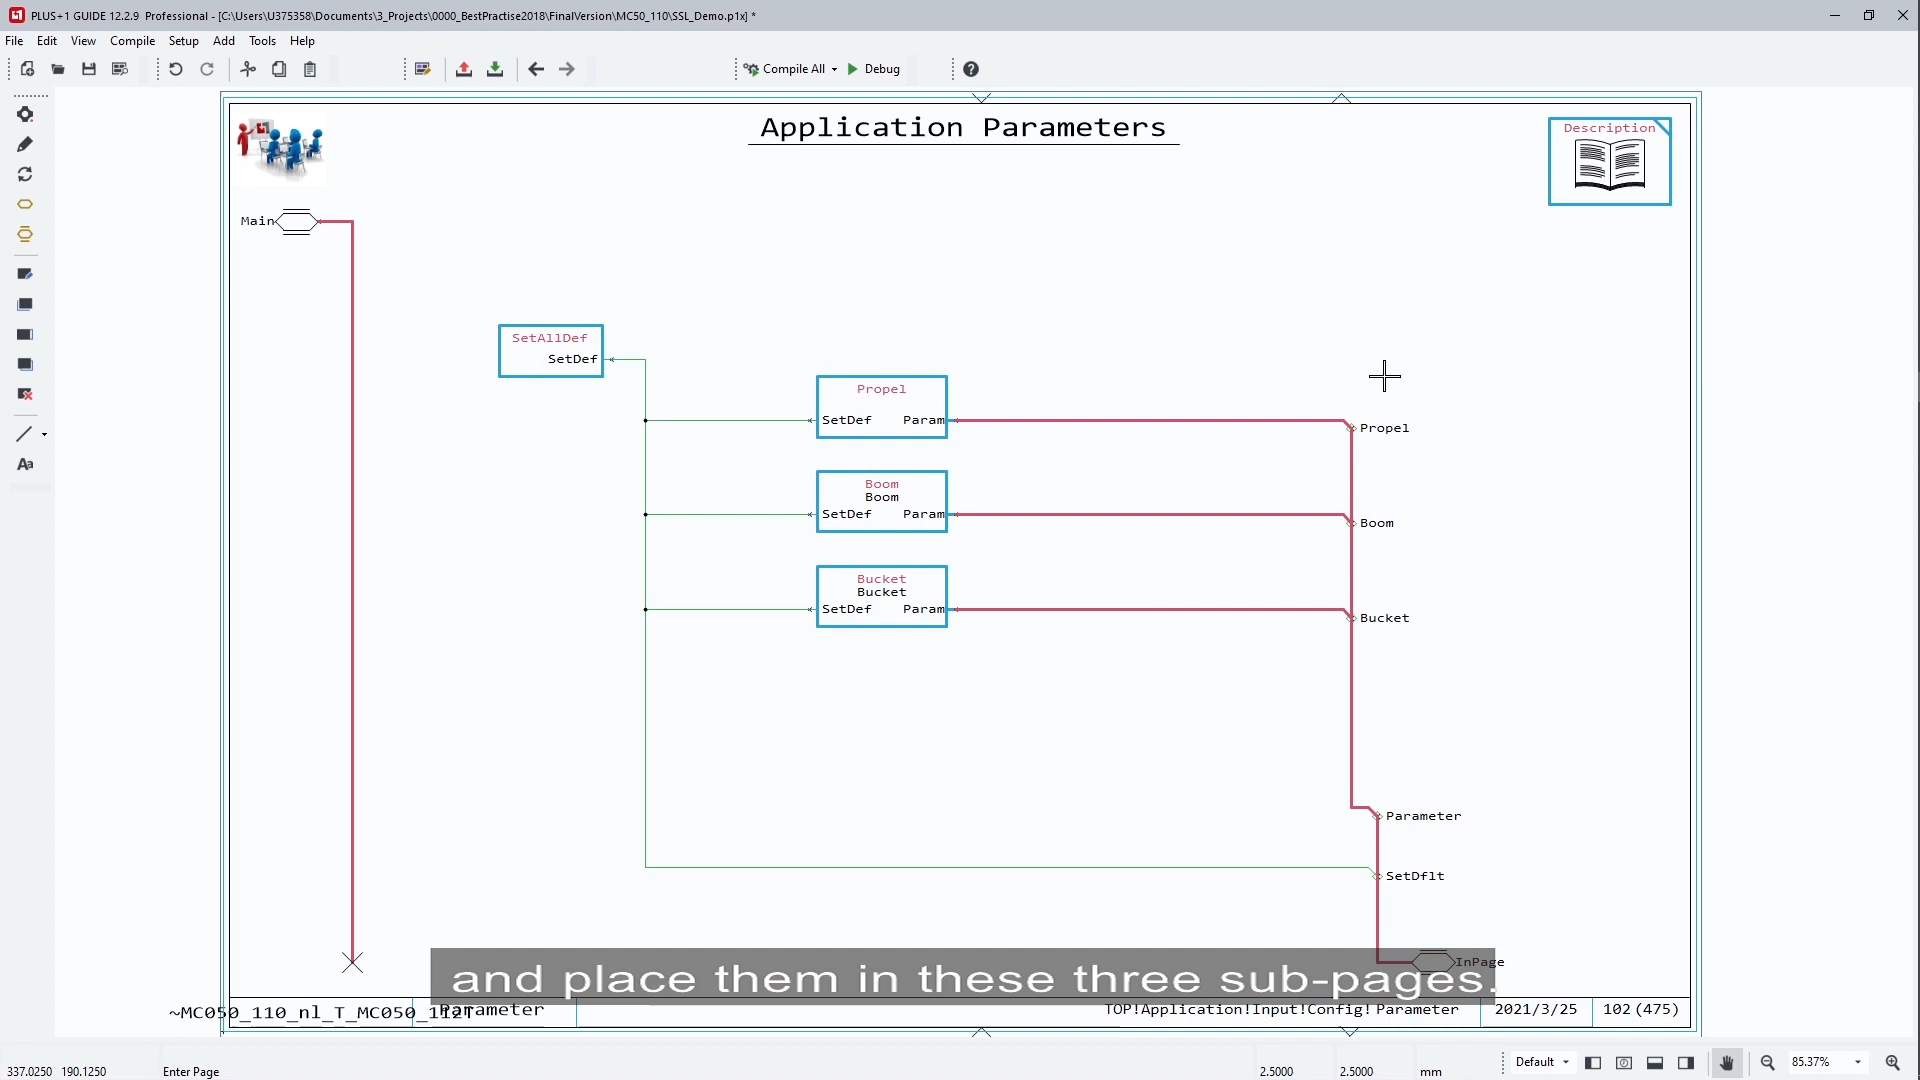 PLUS+1 GUIDE 12.2.9  Professional - [C:\Users\U375358\Documents\3_Projects\0000_BestPractise2018\FinalVersion\MC50_110\SSL_Demo.p1x] *
File Edit View Compile Setup Add Tools Help
Compile All Debug
Application Parameters
Description
Main
SetAllDef
SetDef
Propel
SetDef Param
Propel
Boom
Boom
SetDef Param
Boom
Bucket
Bucket
SetDef Param
Bucket
Parameter
SetDflt
InPage
and place them in these three sub-pages.
Parameter
TOP!Application!Input!Config! Parameter
2021/3/25
102(475)
Aa
337.0250 190.1250 Enter Page 2.5000 2.5000 mm Default 85.37%